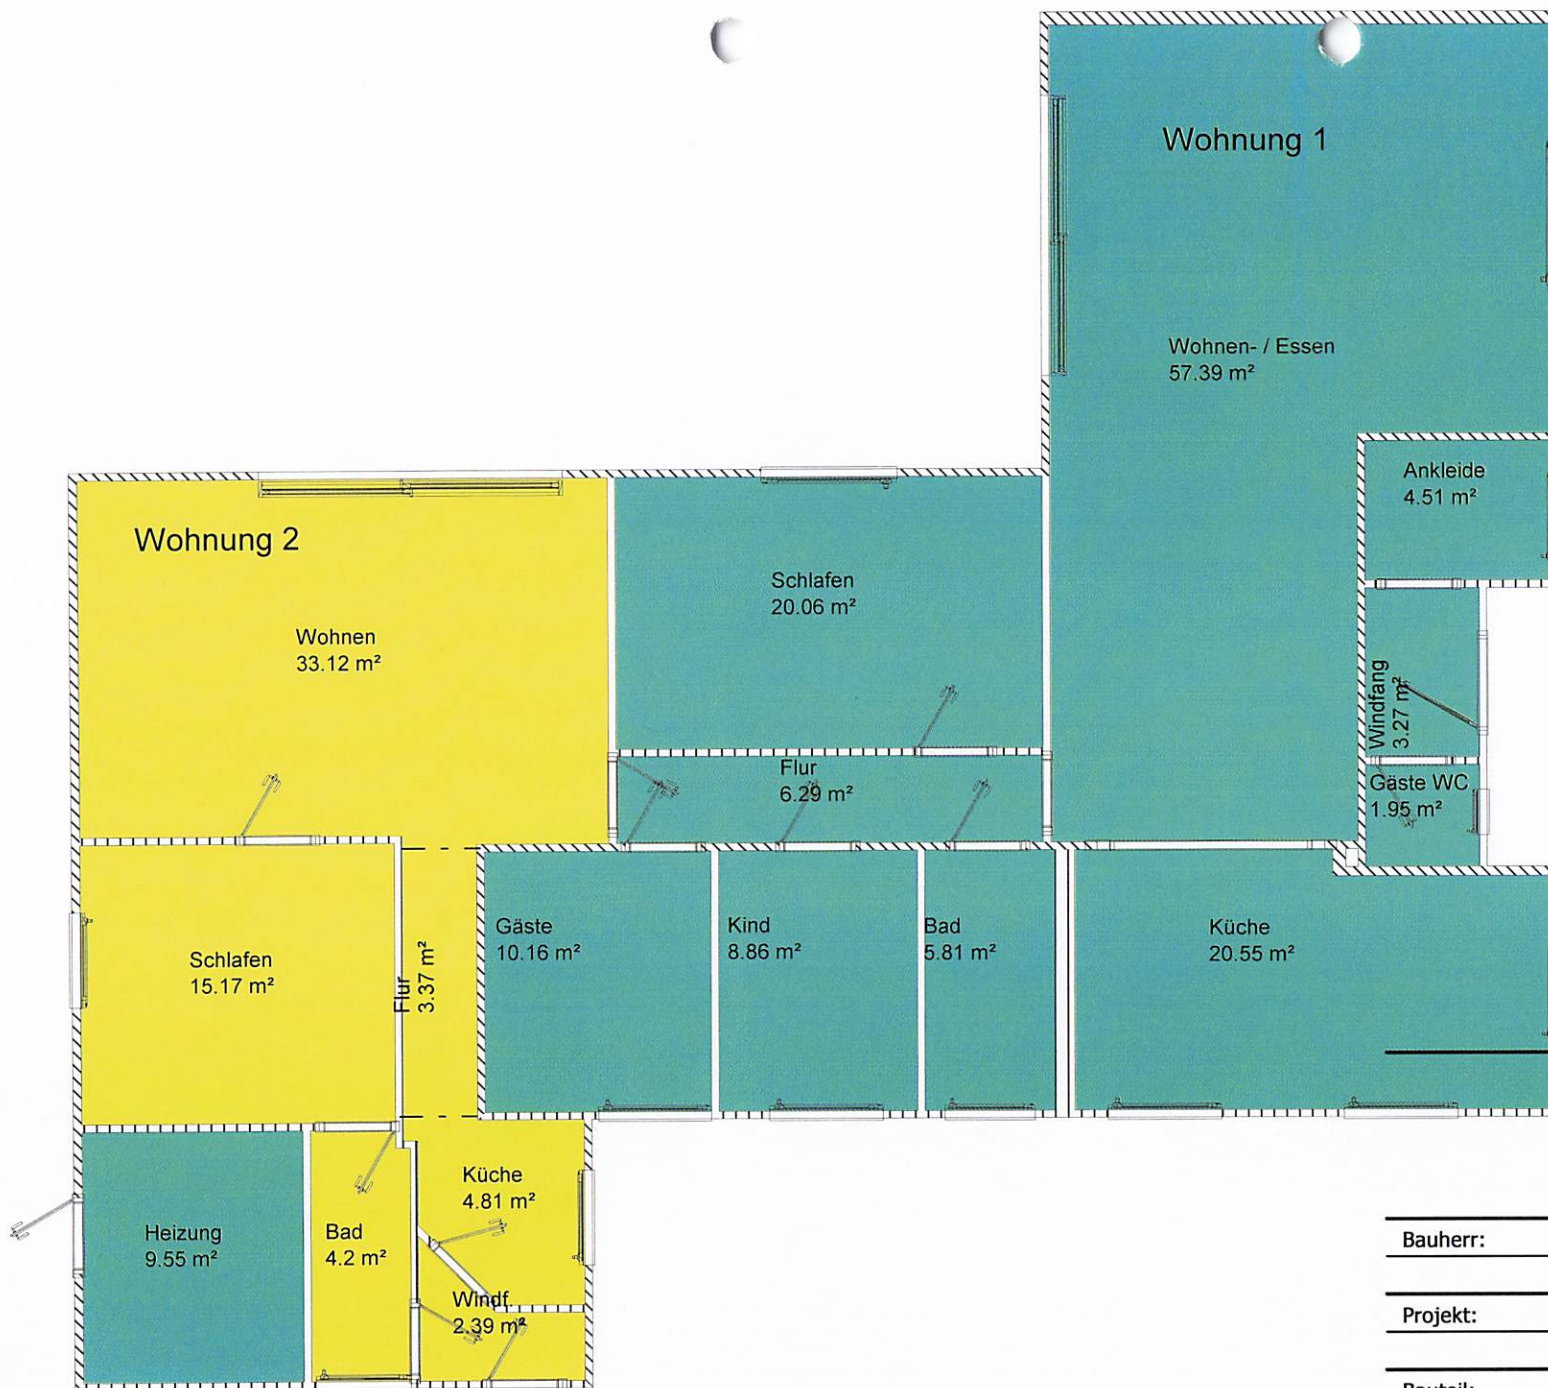 Wohnung 1
Wohnen- / Essen
57.39 m²
Ankleide
4.51 m²
Wohnung 2
Schlafen
20.06 m²
Wohnen
33.12 m²
Windfang
3.27 m²
Flur
6.29 m²
Gäste WC
1.95 m²
Gäste
10.16 m²
Kind
8.86 m²
Bad
5.81 m²
Küche
20.55 m²
Schlafen
15.17 m²
Flur
3.37 m²
Küche
4.81 m²
Heizung
9.55 m²
Bad
4.2 m²
Windf.
2.39 m²
Bauherr:
Projekt:
Bauteil: